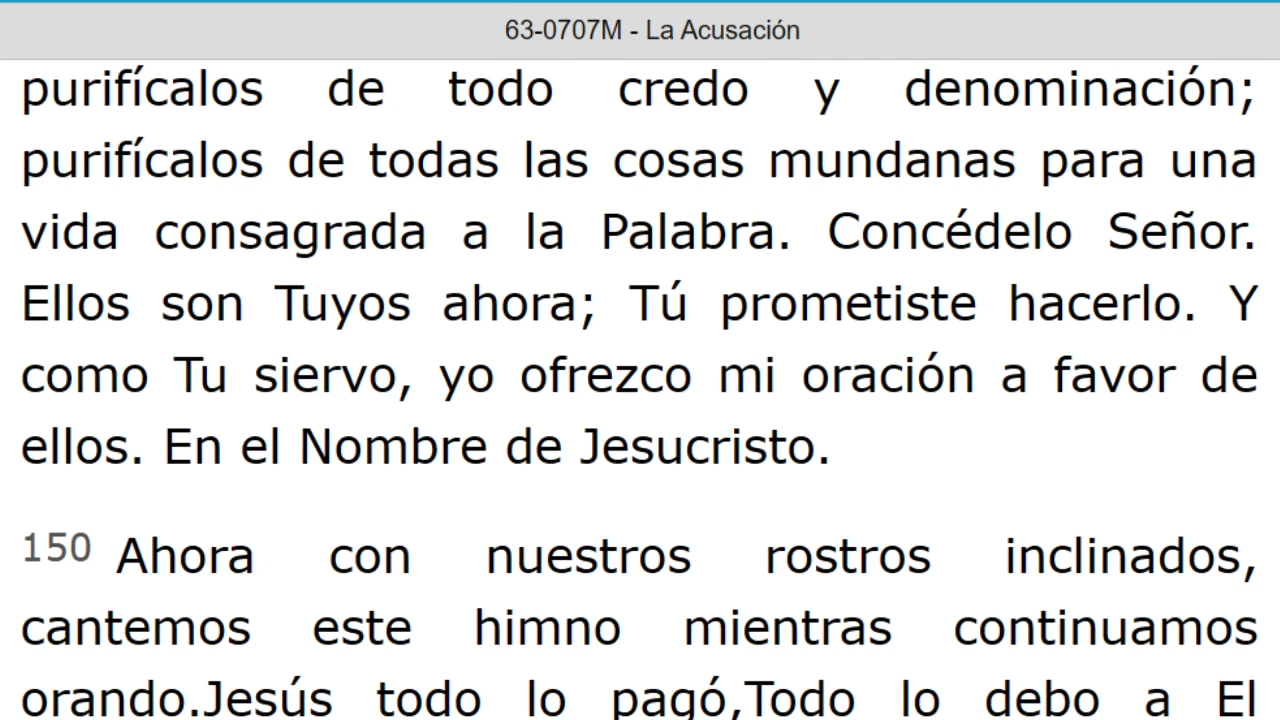 63-0707M - La Acusación
purifícalos de todo credo y denominación;
purifícalos de todas las cosas mundanas para una
vida consagrada a la Palabra. Concédelo Señor.
Ellos son Tuyos ahora; Tú prometiste hacerlo. Y
como Tu siervo, yo ofrezco mi oración a favor de
ellos. En el Nombre de Jesucristo.
150 Ahora con nuestros rostros inclinados,
cantemos este himno mientras continuamos
orando.Jesús todo lo pagó,Todo lo debo a El